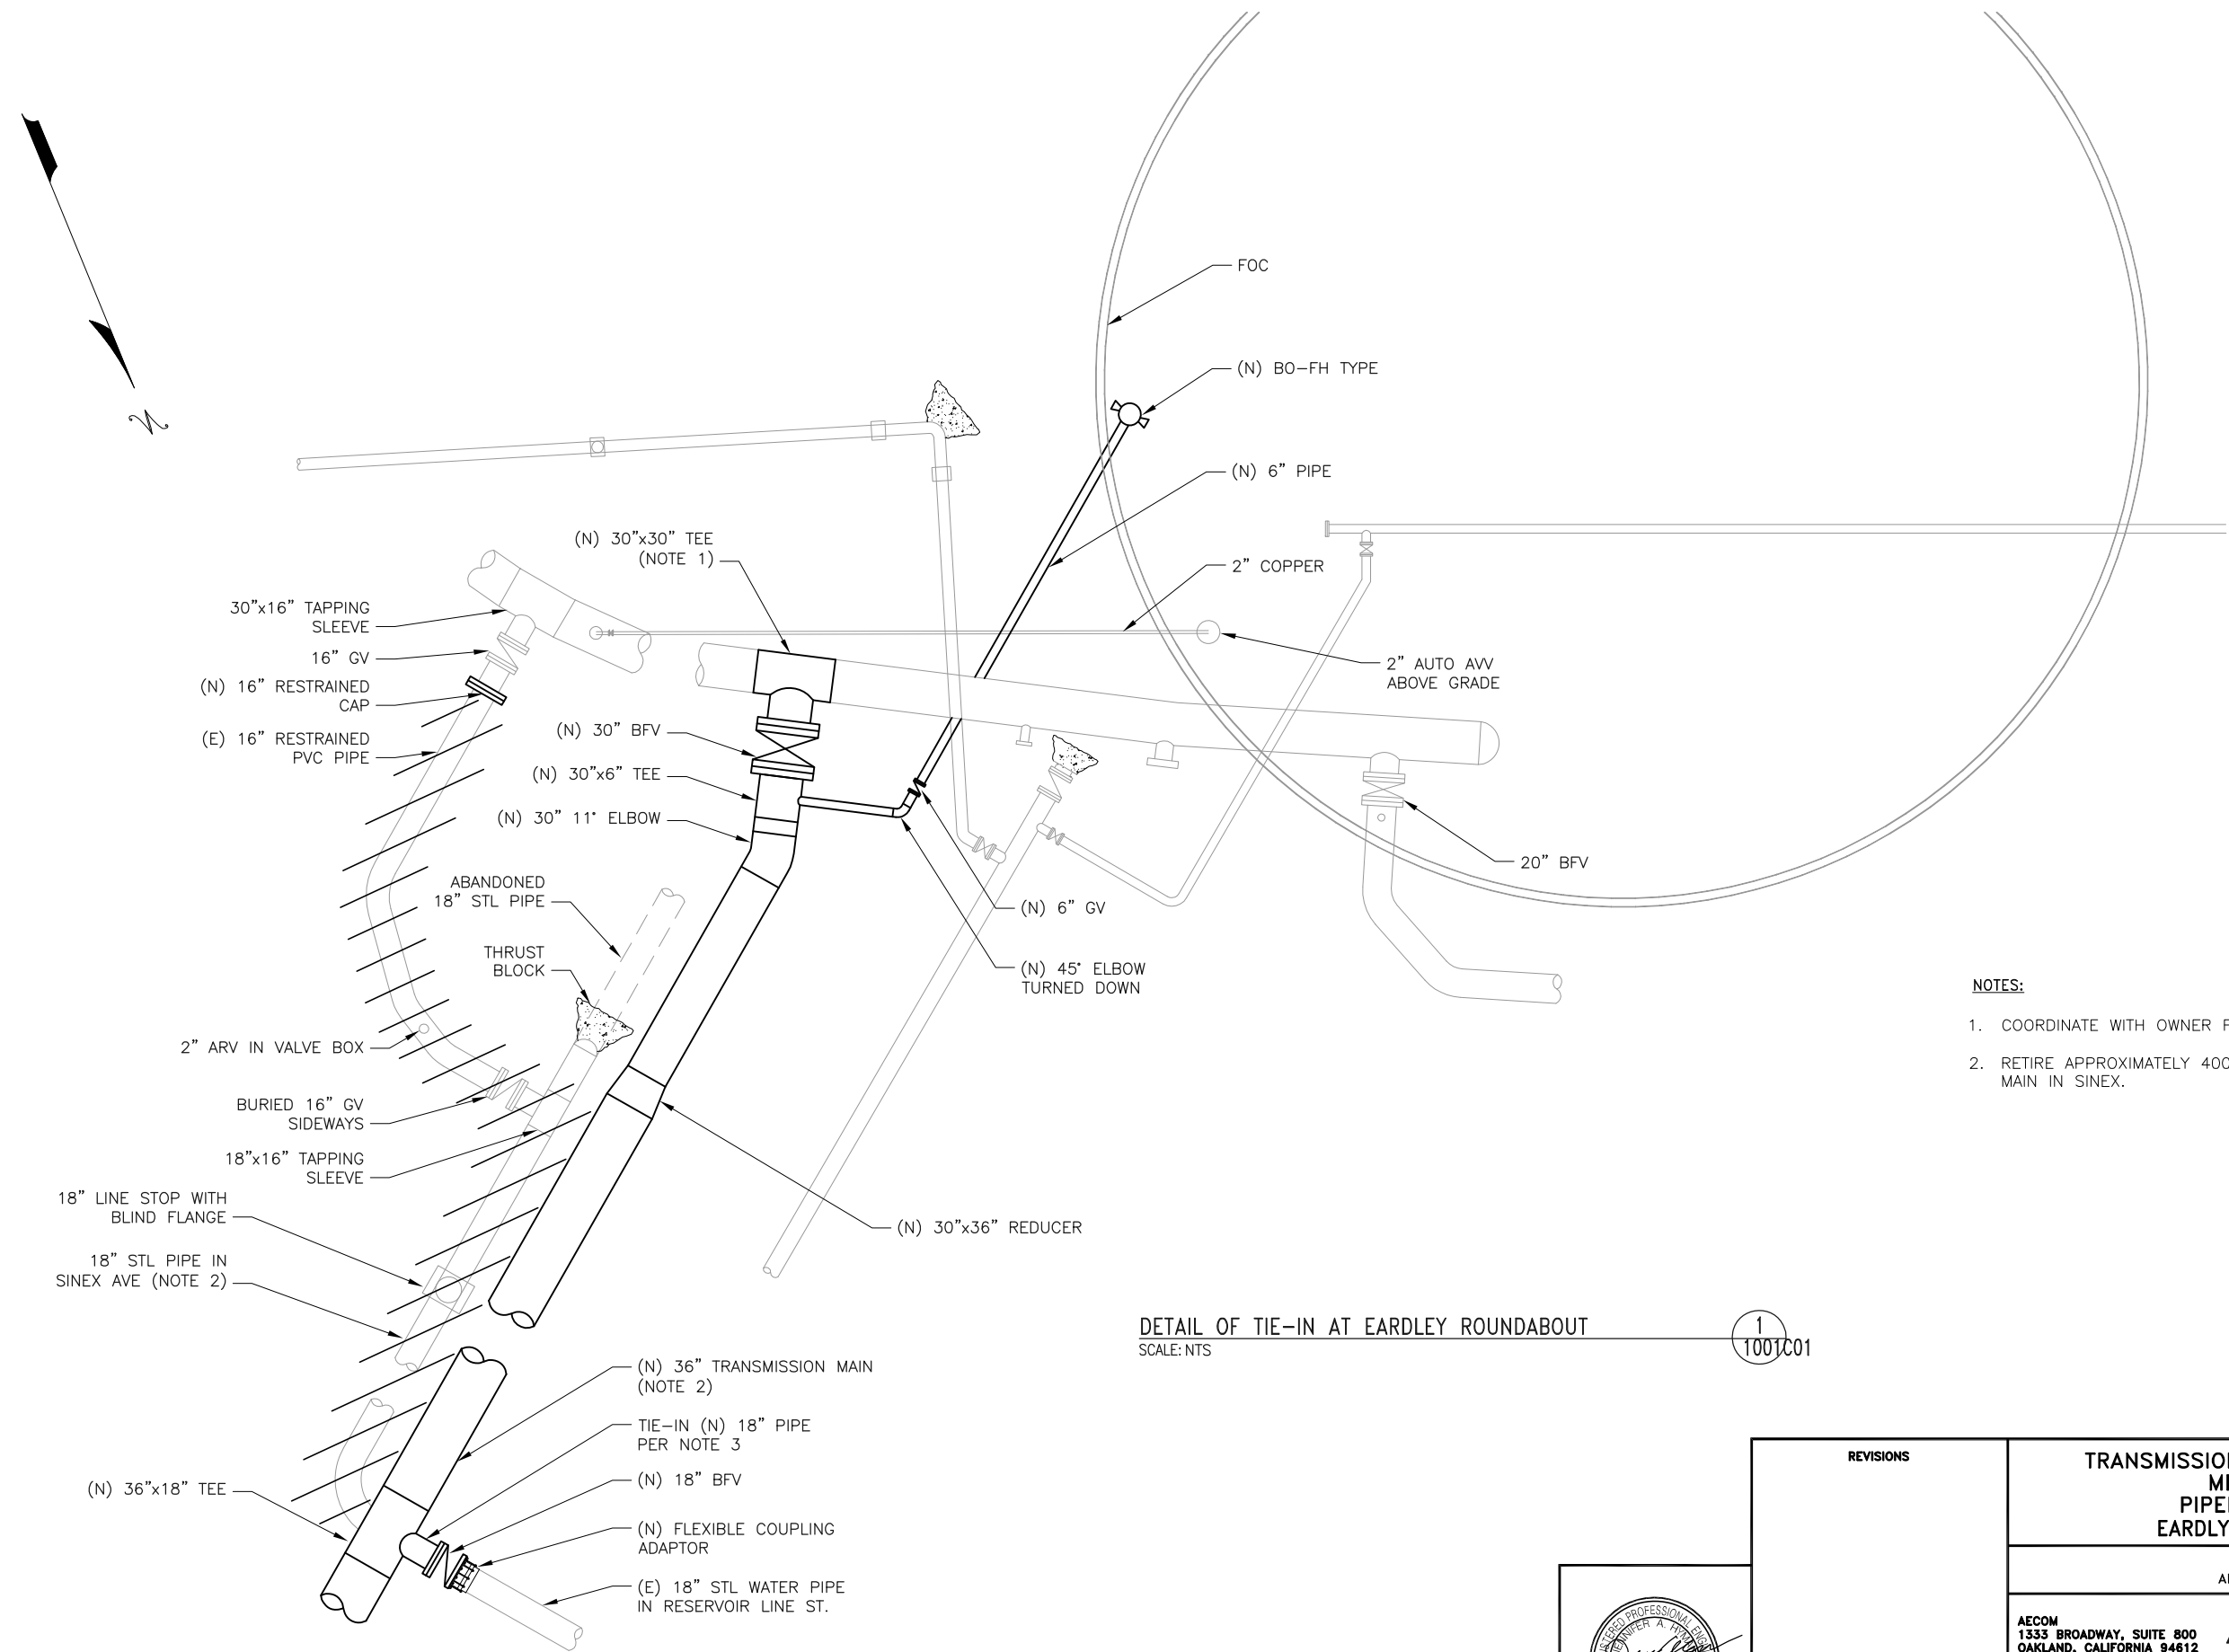 N
FOC
(N) BO-FH TYPE
(N) 6" PIPE
(N) 30"x30" TEE
(NOTE 1)
2" COPPER
30"x16" TAPPING
SLEEVE
16" GV
(N) 16" RESTRAINED
CAP
(E) 16" RESTRAINED
PVC PIPE
2" AUTO AVV
ABOVE GRADE
(N) 30" BFV
(N) 30"x6" TEE
(N) 30" 11° ELBOW
20" BFV
ABANDONED
18" STL PIPE
(N) 6" GV
THRUST
BLOCK
(N) 45° ELBOW
TURNED DOWN
2" ARV IN VALVE BOX
BURIED 16" GV
SIDEWAYS
18"x16" TAPPING
SLEEVE
18" LINE STOP WITH
BLIND FLANGE
18" STL PIPE IN
SINEX AVE (NOTE 2)
(N) 30"x36" REDUCER
NOTES:
1. COORDINATE WITH OWNER F
2. RETIRE APPROXIMATELY 400
MAIN IN SINEX.
DETAIL OF TIE-IN AT EARDLEY ROUNDABOUT
SCALE: NTS
1
1001C01
(N) 36" TRANSMISSION MAIN
(NOTE 2)
TIE-IN (N) 18" PIPE
PER NOTE 3
(N) 18" BFV
(N) 36"x18" TEE
(N) FLEXIBLE COUPLING
ADAPTOR
(E) 18" STL WATER PIPE
IN RESERVOIR LINE ST.
REVISIONS
TRANSMISSION
MI
PIPE
EARDLY
AECOM
1333 BROADWAY, SUITE 800
OAKLAND, CALIFORNIA 94612
PROFESSIONAL
JENNIFER A.